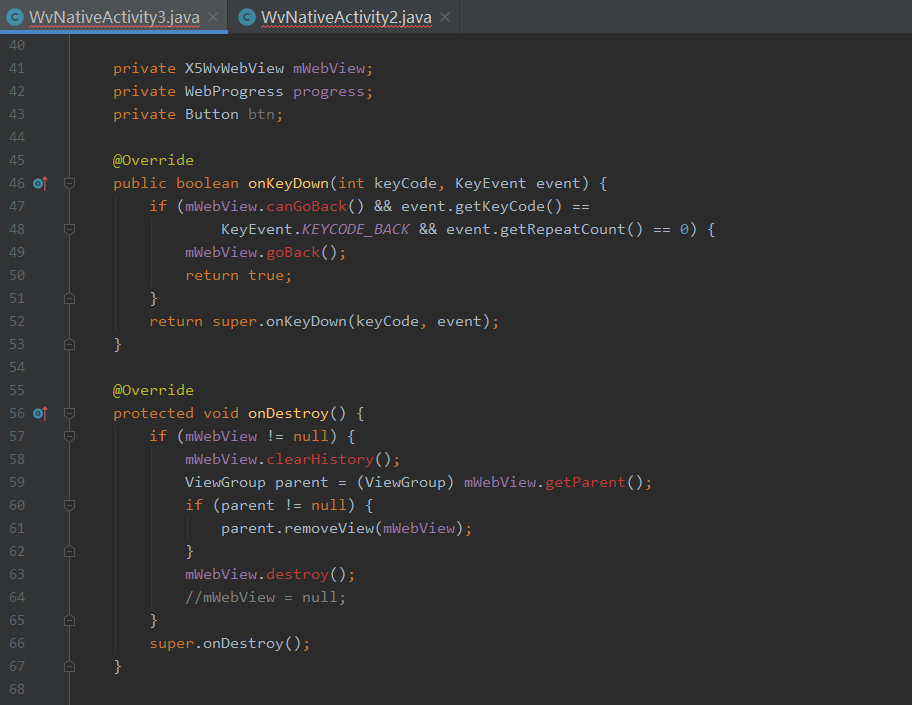 WvNativeActivity3.java WvNativeActivity2.java
40
41 private X5WvWebView mWebView;
42 private WebProgress progress;
43 private Button btn;
44
45 @Override
46 public boolean onKeyDown(int keyCode, KeyEvent event) {
47 if (mWebView.canGoBack() && event.getKeyCode() ==
48 KeyEvent.KEYCODE_BACK && event.getRepeatCount() == 0) {
49 mWebView.goBack();
50 return true;
51 }
52 return super.onKeyDown(keyCode, event);
53 }
54
55 @Override
56 protected void onDestroy() {
57 if (mWebView != null) {
58 mWebView.clearHistory();
59 ViewGroup parent = (ViewGroup) mWebView.getParent();
60 if (parent != null) {
61 parent.removeView(mWebView);
62 }
63 mWebView.destroy();
64 //mWebView = null;
65 }
66 super.onDestroy();
67 }
68